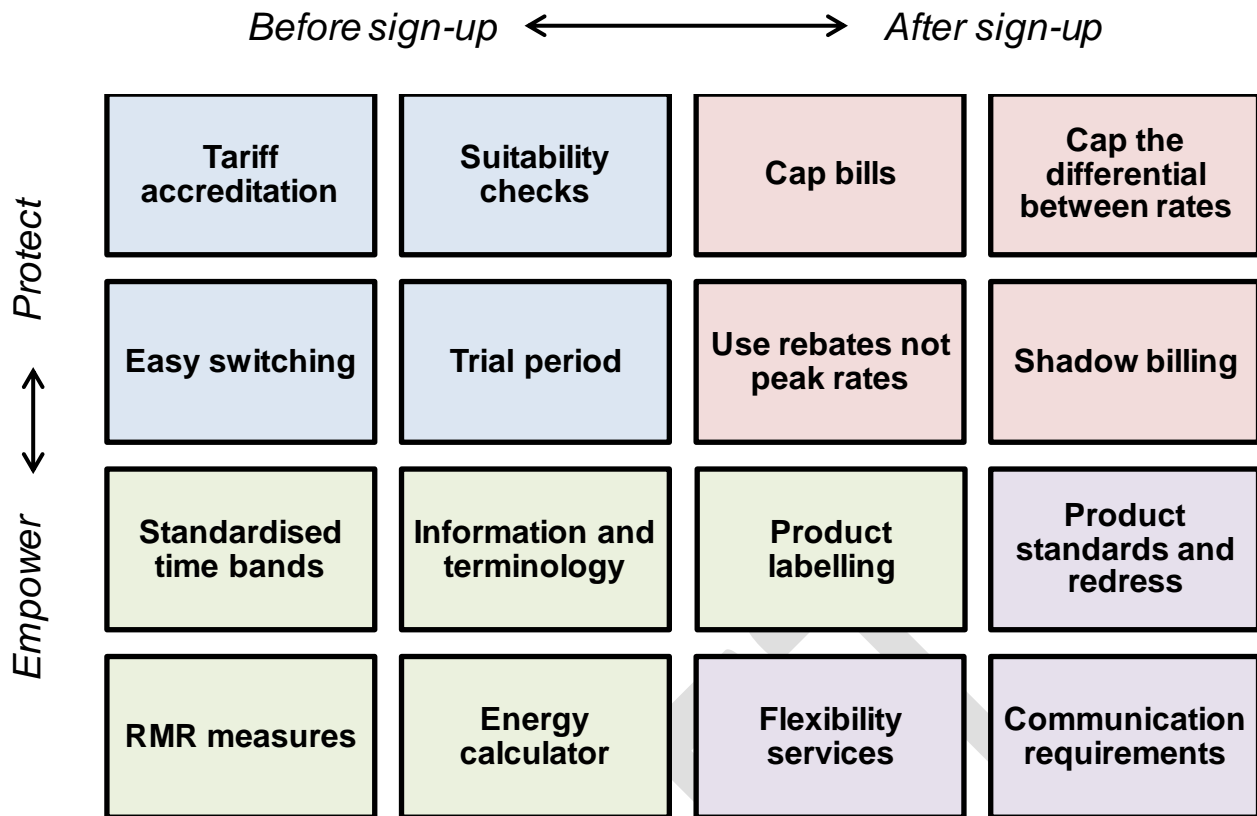 Before sign-up
After sign-up
Protect
Empower
Tariff
accreditation
Suitability
checks
Cap bills
Cap the
differential
between rates
Easy switching
Trial period
Use rebates not
peak rates
Shadow billing
Standardised
time bands
Information and
terminology
Product
labelling
Product
standards and
redress
RMR measures
Energy
calculator
Flexibility
services
Communication
requirements